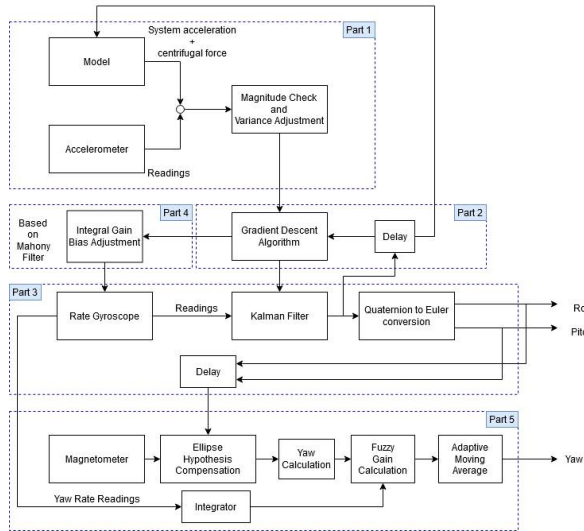 System acceleration
+
centrifugal force
Part 1
Model
Magnitude Check
and
Variance Adjustment
Accelerometer
Readings
Part 4
Part 2
Based
on
Mahony
Filter
Integral Gain
Bias Adjustment
Gradient Descent
Algorithm
Delay
Part 3
Rate Gyroscope
Readings
Kalman Filter
Quaternion to Euler
conversion
Ro
Pitc
Delay
Part 5
Magnetometer
Ellipse
Hypothesis
Compensation
Yaw
Calculation
Fuzzy
Gain
Calculation
Adaptive
Moving
Average
Yaw
Yaw Rate Readings
Integrator